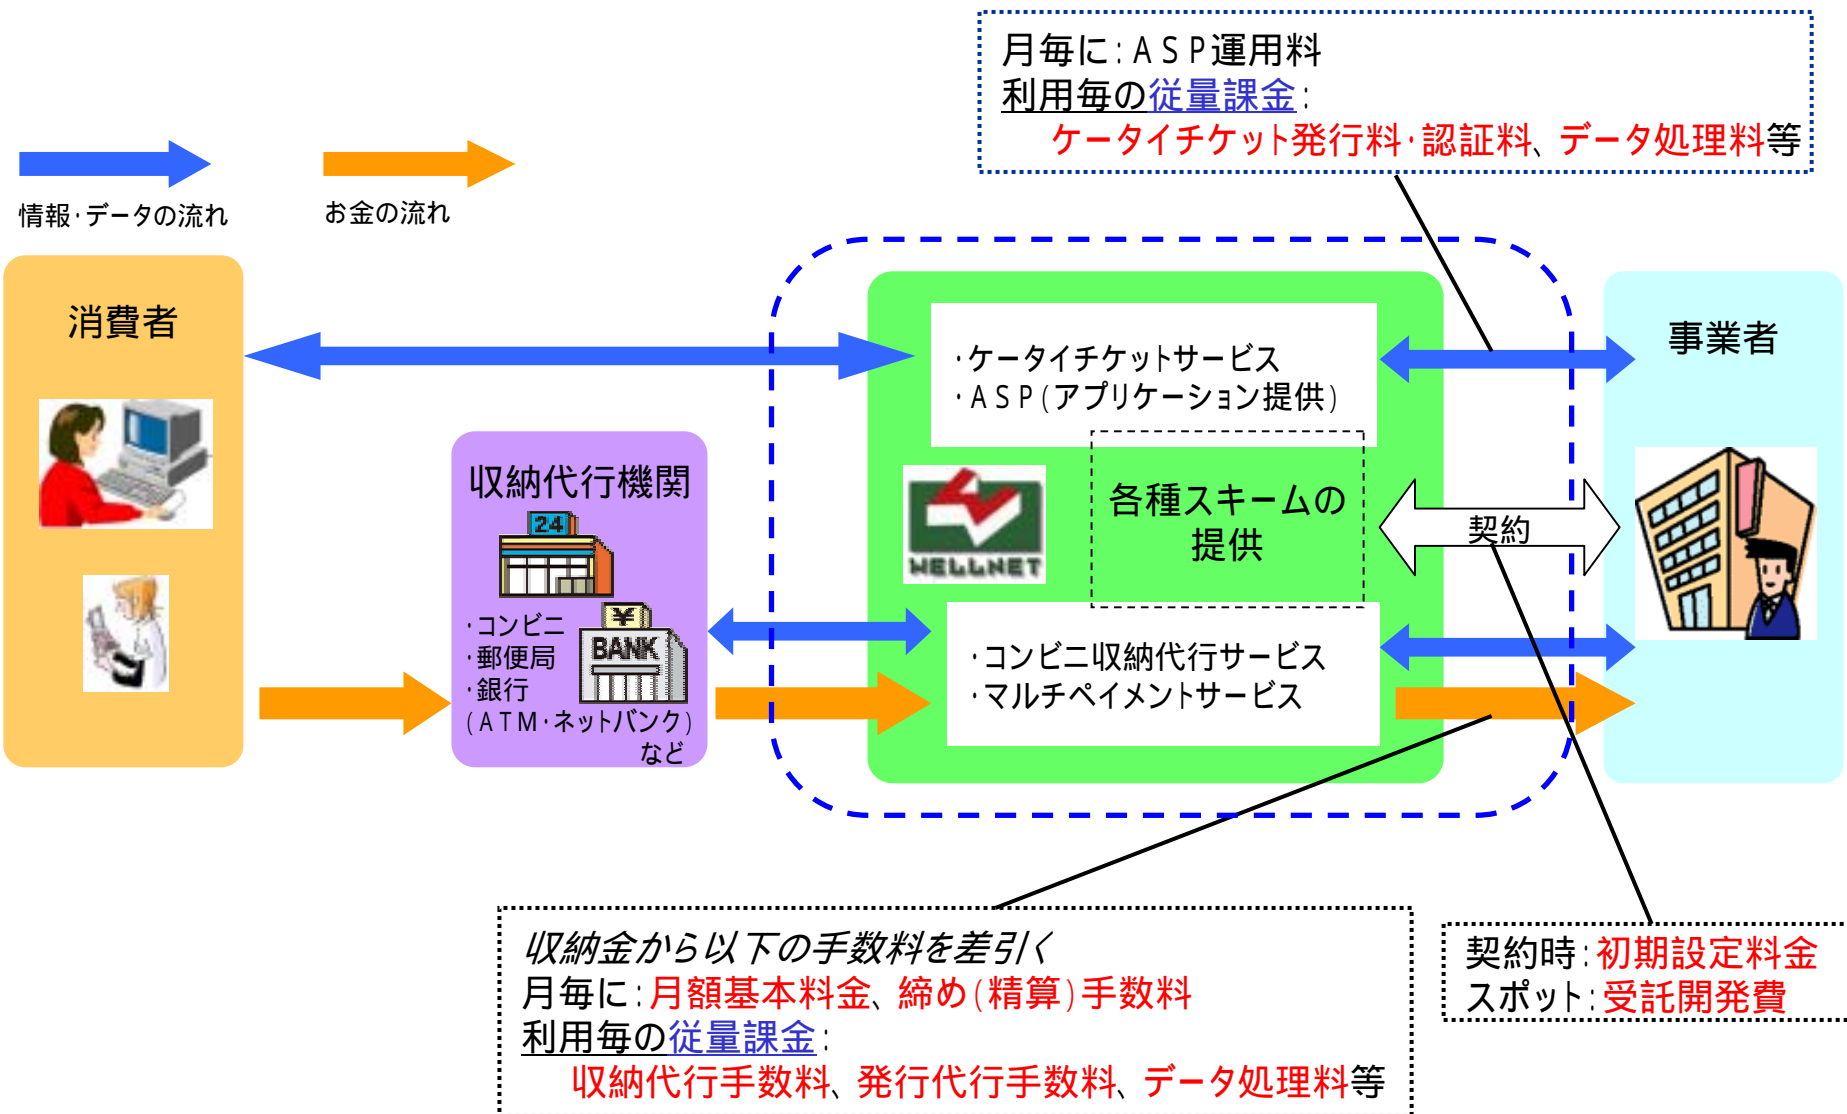 月毎に:ASP運用料
利用毎の従量課金:
ケータイチケット発行料・認証料、データ処理料等
情報・データの流れ
お金の流れ
消費者
事業者
・ケータイチケットサービス
・ASP(アプリケーション提供)
収納代行機関
24
各種スキームの
提供
WELLNET
契約
¥
BANK
・コンビニ
・郵便局
・銀行
(ATM・ネットバンク)
など
・コンビニ収納代行サービス
・マルチペイメントサービス
収納金から以下の手数料を差引く
月毎に:月額基本料金、締め(精算)手数料
利用毎の従量課金:
収納代行手数料、発行代行手数料、データ処理料等
契約時:初期設定料金
スポット:受託開発費